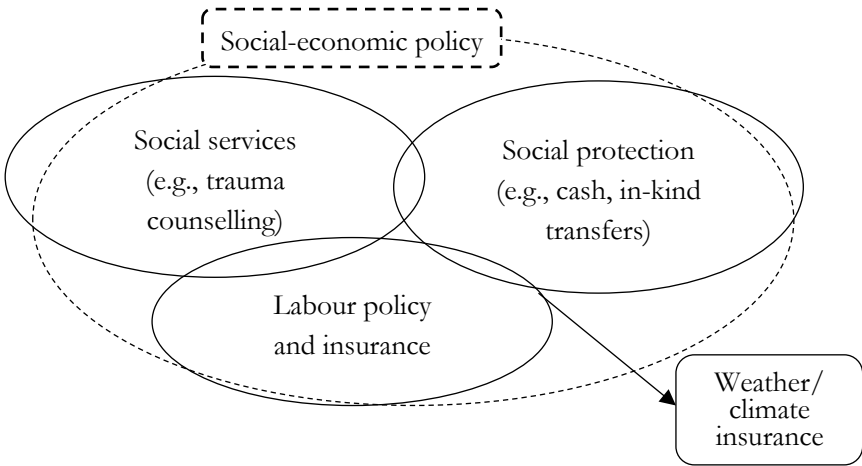 Social-economic policy
Social services
(e.g., trauma
counselling)
Social protection
(e.g., cash, in-kind
transfers)
Labour policy
and insurance
Weather/
climate
insurance